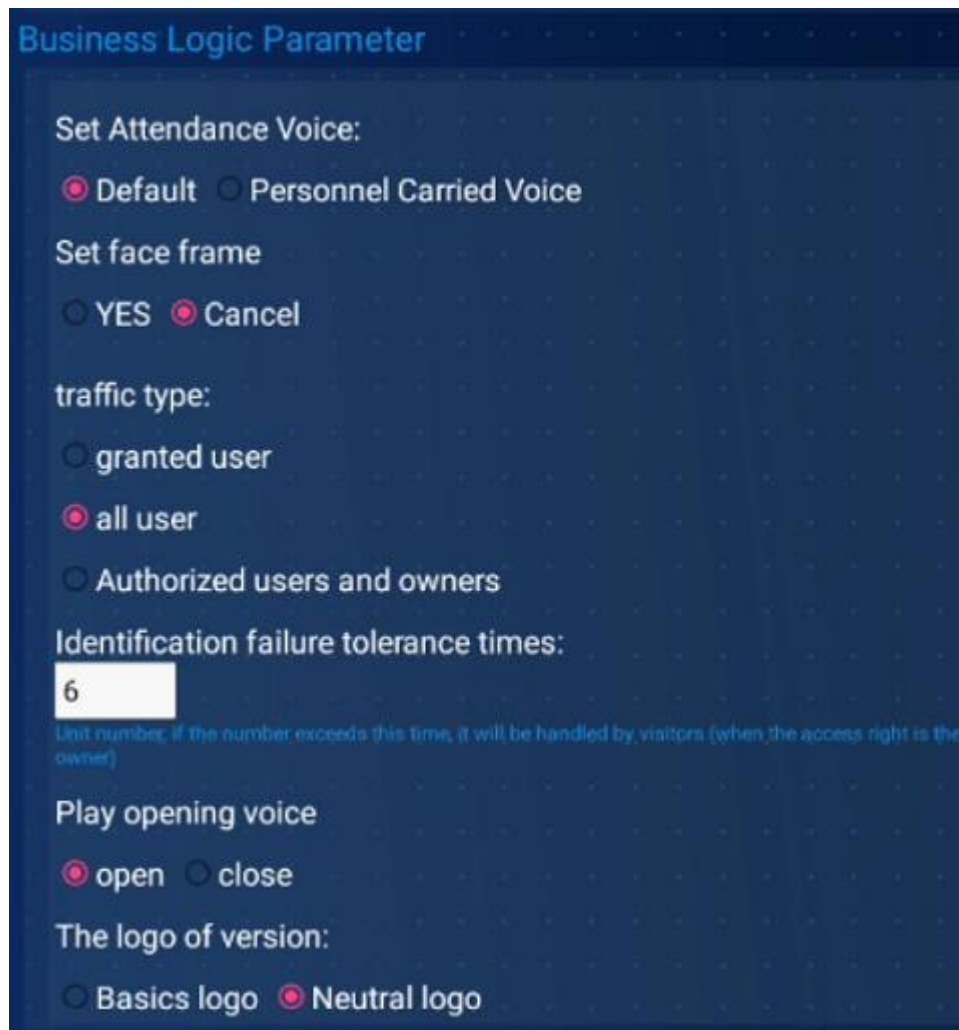 Business Logic Parameter
Set Attendance Voice:
Default Personnel Carried Voice
Set face frame
YES Cancel
traffic type:
granted user
all user
Authorized users and owners
Identification failure tolerance times:
6
Unit number, if the number exceeds this time, it will be handled by visitors (when the access right is the
owner)
Play opening voice
open close
The logo of version:
Basics logo Neutral logo